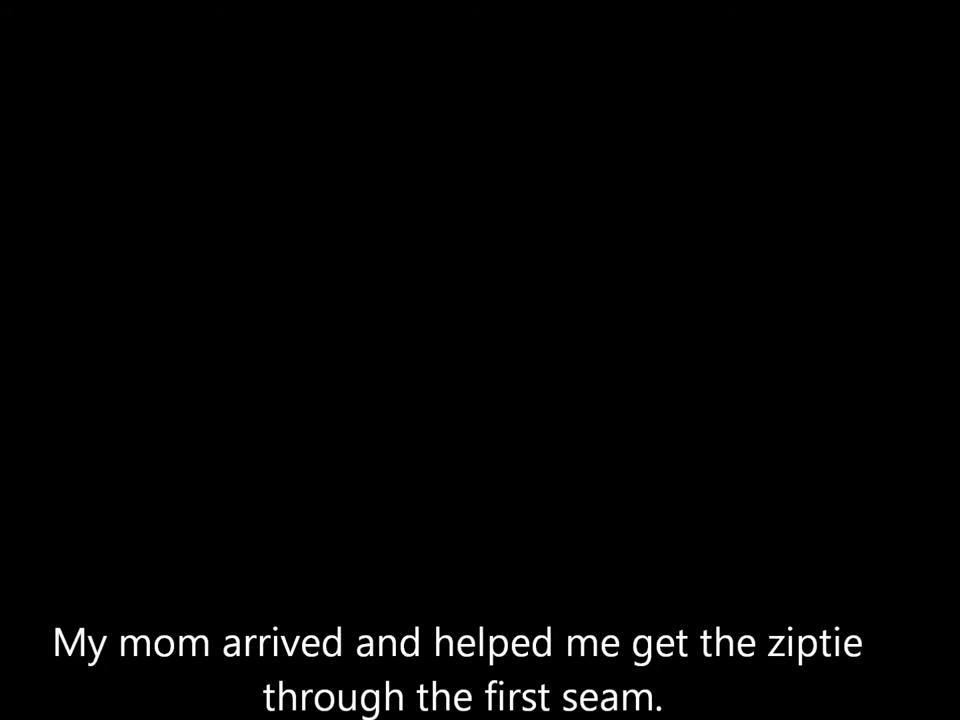 My mom arrived and helped me get the ziptie
through the first seam.